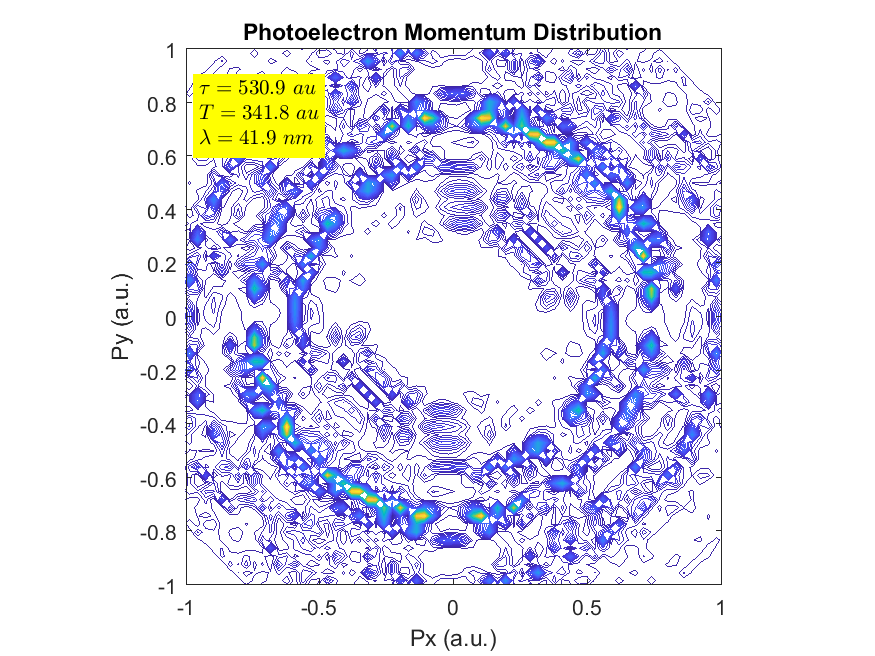 Photoelectron Momentum Distribution
τ = 530.9 au
T = 341.8 au
λ = 41.9 nm
1
0.8
0.6
0.4
0.2
0
-0.2
-0.4
-0.6
-0.8
-1
Py (a.u.)
-1 -0.5 0 0.5 1
Px (a.u.)